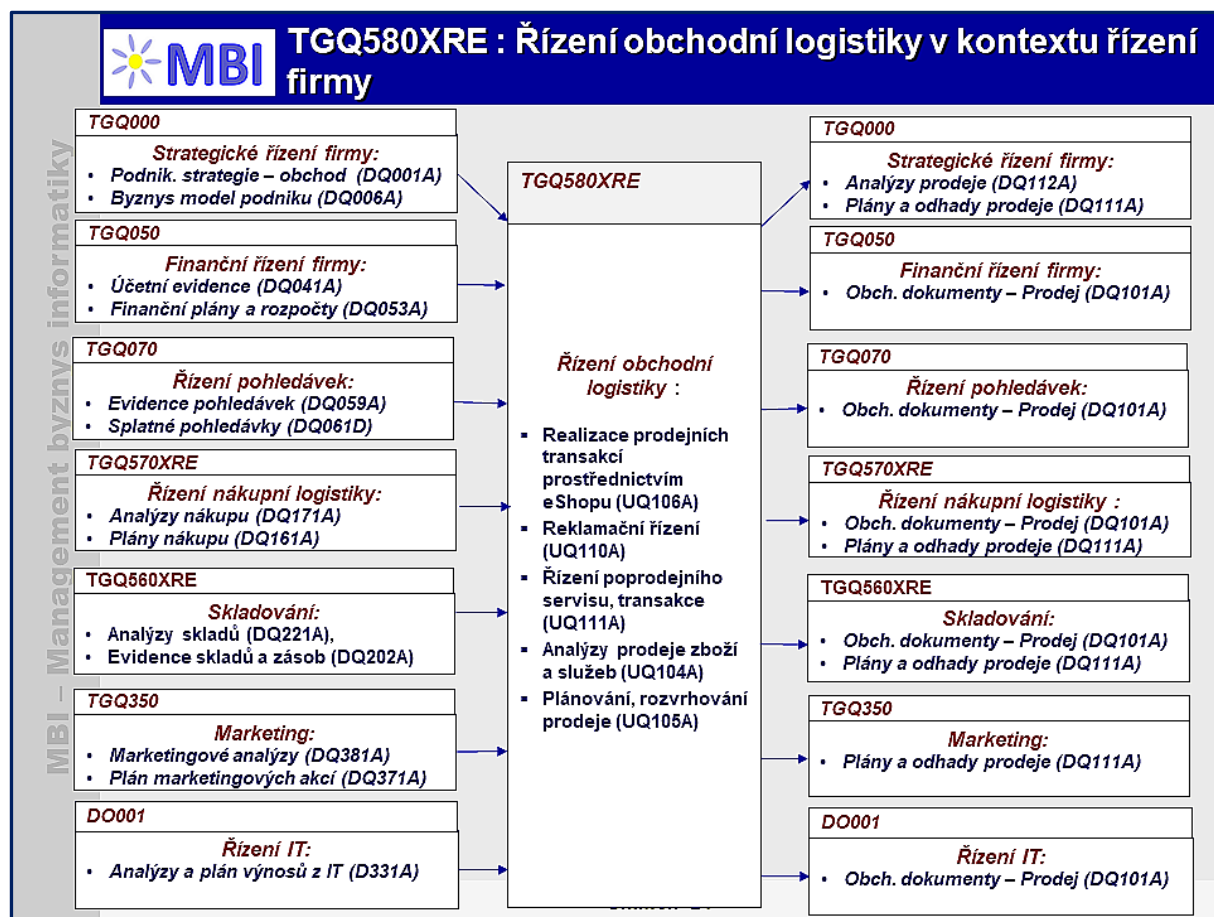 MBI
TGQ580XRE : Řízení obchodní logistiky v kontextu řízení
firmy
MBI – Management byznys informatiky
TGQ000
Strategické řízení firmy:
• Podnik. strategie – obchod (DQ001A)
• Byznys model podniku (DQ006A)
TGQ050
Finanční řízení firmy:
• Účetní evidence (DQ041A)
• Finanční plány a rozpočty (DQ053A)
TGQ070
Řízení pohledávek:
• Evidence pohledávek (DQ059A)
• Splatné pohledávky (DQ061D)
TGQ570XRE
Řízení nákupní logistiky:
• Analýzy nákupu (DQ171A)
• Plány nákupu (DQ161A)
TGQ560XRE
Skladování:
• Analýzy skladů (DQ221A),
• Evidence skladů a zásob (DQ202A)
TGQ350
Marketing:
• Marketingové analýzy (DQ381A)
• Plán marketingových akcí (DQ371A)
DO001
Řízení IT:
• Analýzy a plán výnosů z IT (D331A)
TGQ580XRE
Řízení obchodní
logistiky :
▪ Realizace prodejních
transakcí
prostřednictvím
eShopu (UQ106A)
▪ Reklamační řízení
(UQ110A)
▪ Řízení poprodejního
servisu, transakce
(UQ111A)
▪ Analýzy prodeje zboží
a služeb (UQ104A)
▪ Plánování, rozvrhování
prodeje (UQ105A)
TGQ000
Strategické řízení firmy:
• Analýzy prodeje (DQ112A)
• Plány a odhady prodeje (DQ111A)
TGQ050
Finanční řízení firmy:
• Obch. dokumenty – Prodej (DQ101A)
TGQ070
Řízení pohledávek:
• Obch. dokumenty – Prodej (DQ101A)
TGQ570XRE
Řízení nákupní logistiky :
• Obch. dokumenty – Prodej (DQ101A)
• Plány a odhady prodeje (DQ111A)
TGQ560XRE
Skladování:
• Obch. dokumenty – Prodej (DQ101A)
• Plány a odhady prodeje (DQ111A)
TGQ350
Marketing:
• Plány a odhady prodeje (DQ111A)
DO001
Řízení IT:
• Obch. dokumenty – Prodej (DQ101A)